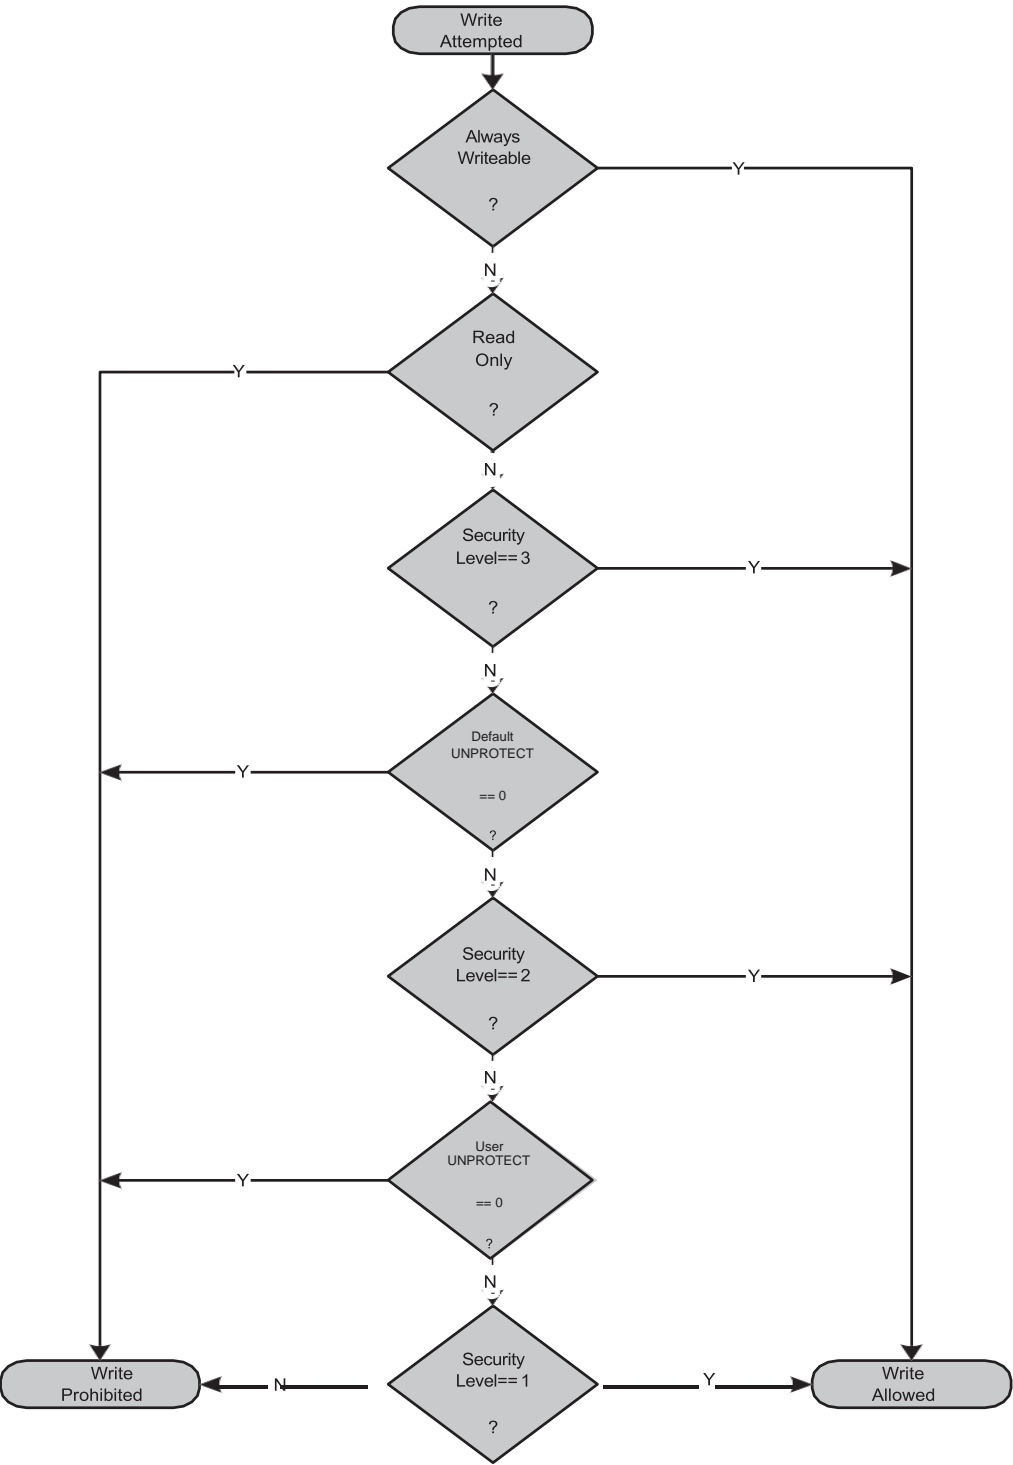 Write
Attempted
Always
Writeable
?
Y
N
Read
Only
?
Y
N
Security
Level== 3
?
Y
N
Default
UNPROTECT
== 0
?
Y
N
Security
Level== 2
?
Y
N
User
UNPROTECT
== 0
?
Y
N
Security
Level== 1
?
N
Y
Write
Prohibited
Write
Allowed